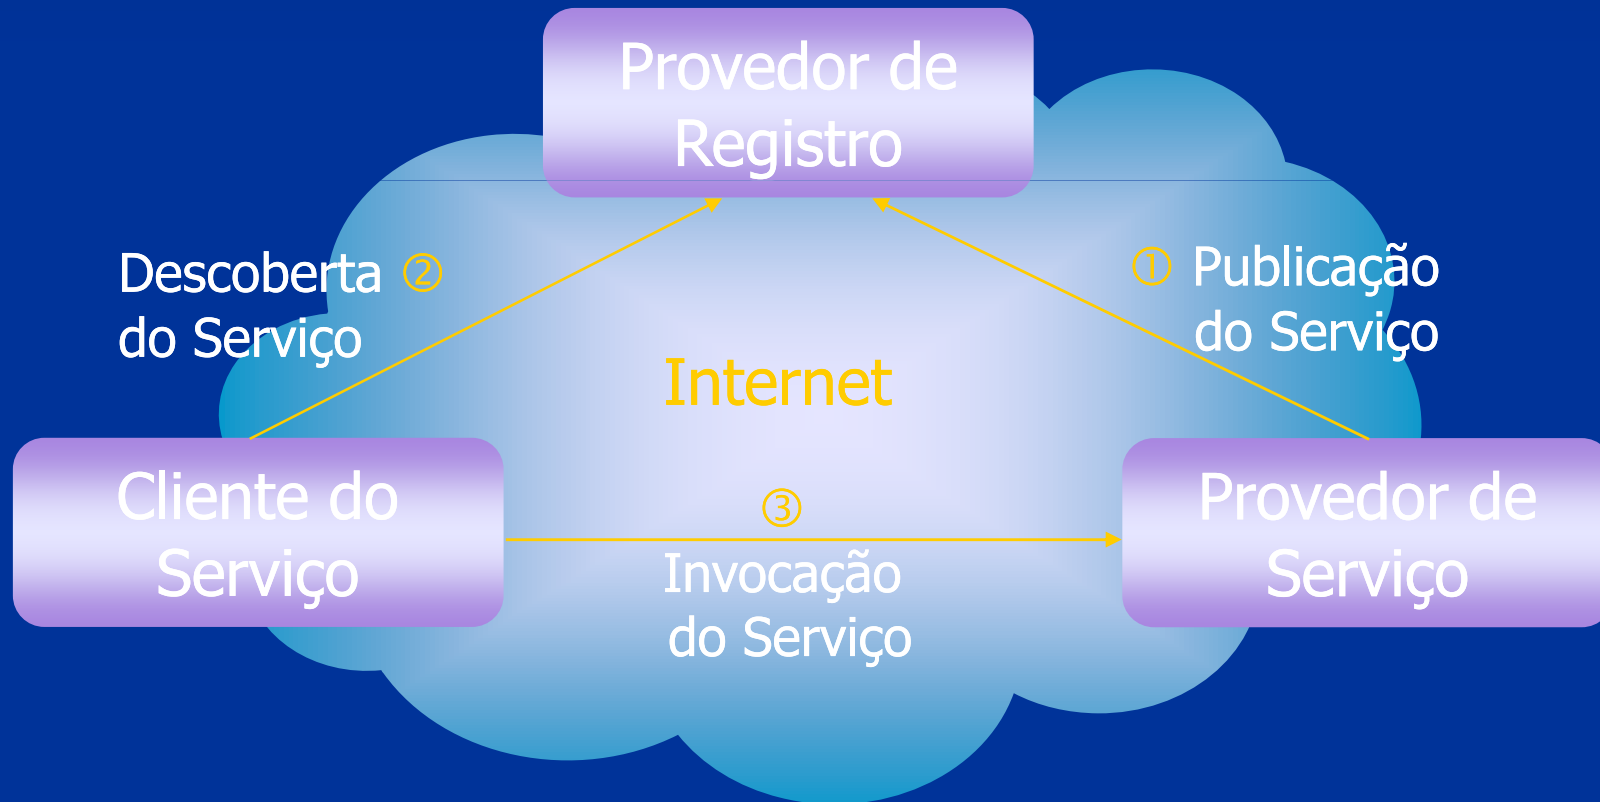 Provedor de
Registro
Descoberta ②
do Serviço
① Publicação
do Serviço
Internet
Cliente do
Serviço
③
Invocação
do Serviço
Provedor de
Serviço